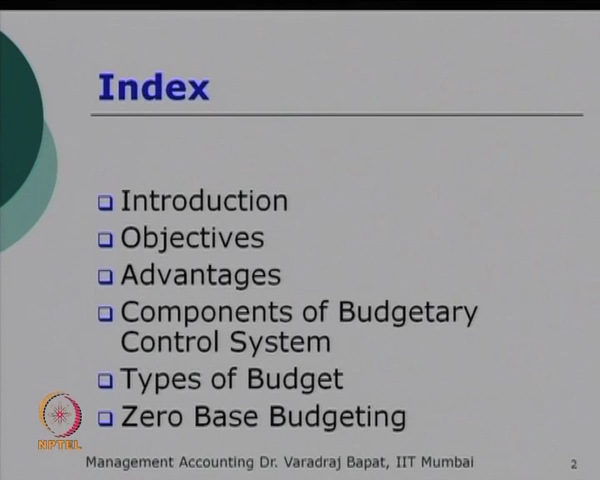 Index
Introduction
Objectives
Advantages
Components of Budgetary
Control System
Types of Budget
Zero Base Budgeting
NPTEL
Management Accounting Dr. Varadraj Bapat, IIT Mumbai
2